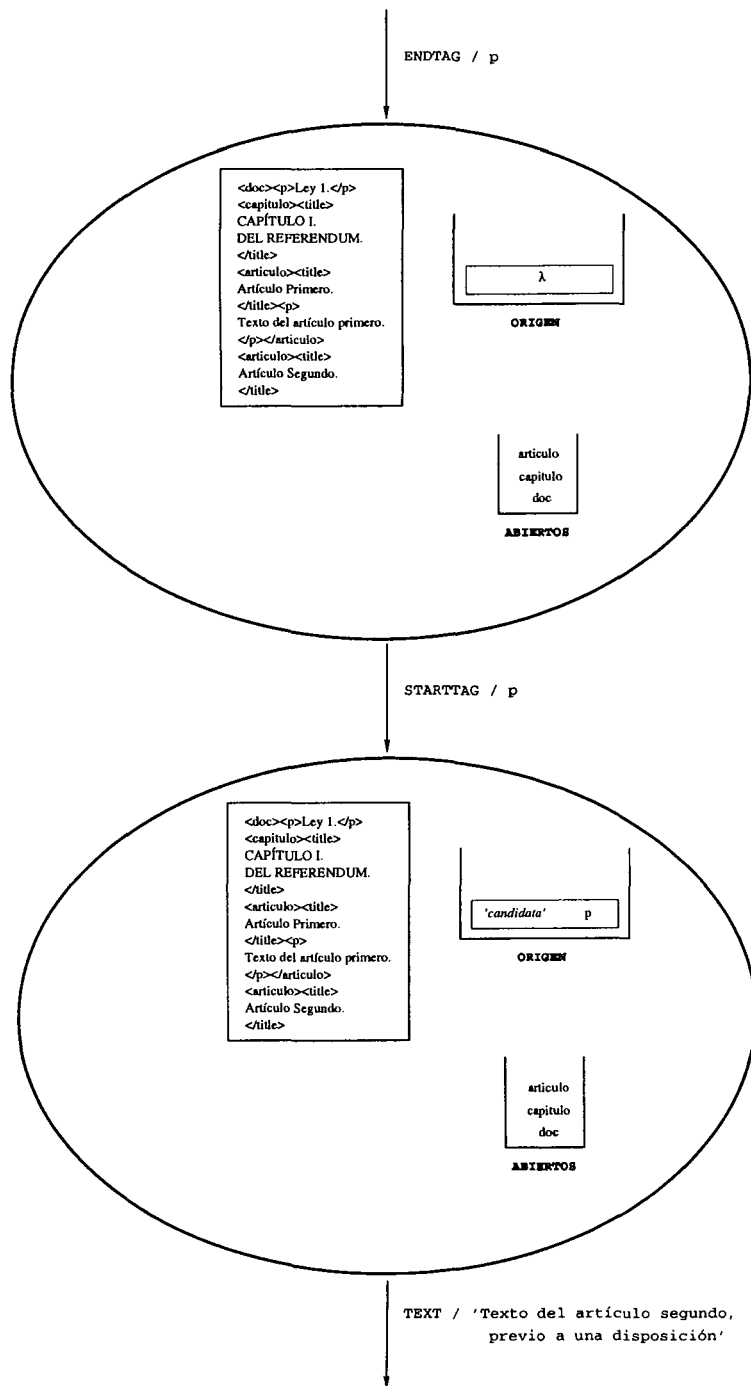 ENDTAG / p
<doc><p>Ley 1.</p>
<capitulo><title>
CAPÍTULO I.
DEL REFERENDUM.
</title>
<articulo><title>
Artículo Primero.
</title><p>
Texto del artículo primero.
</p></articulo>
<articulo><title>
Artículo Segundo.
</title>
λ
ORIGEN
articulo
capitulo
doc
ABIERTOS
STARTTAG / p
<doc><p>Ley 1.</p>
<capitulo><title>
CAPÍTULO I.
DEL REFERENDUM.
</title>
<articulo><title>
Artículo Primero.
</title><p>
Texto del artículo primero.
</p></articulo>
<articulo><title>
Artículo Segundo.
</title>
'candidata' p
ORIGEN
articulo
capitulo
doc
ABIERTOS
TEXT / 'Texto del artículo segundo,
previo a una disposición'